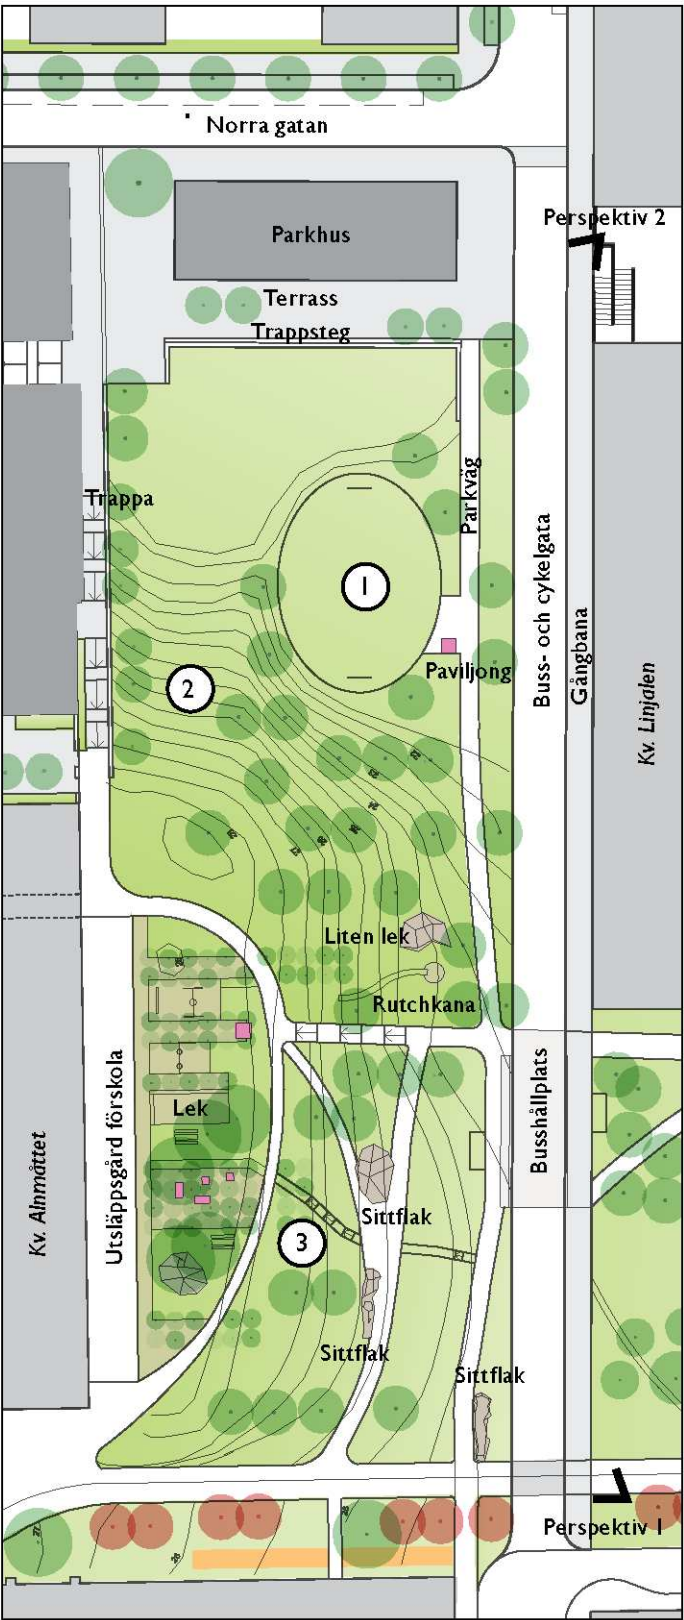 Norra gatan
Perspektiv 2
Parkhus
Terrass
Trappsteg
Trappa
Parkväg
1
Buss- och cykelgata
Gångbana
Paviljong
2
Kv. Linjalen
Liten lek
Rutchkana
Lek
Utsläppsgård förskola
Busshållplats
Kv. Alnmåttet
Sittflak
3
Sittflak
Sittflak
Perspektiv 1